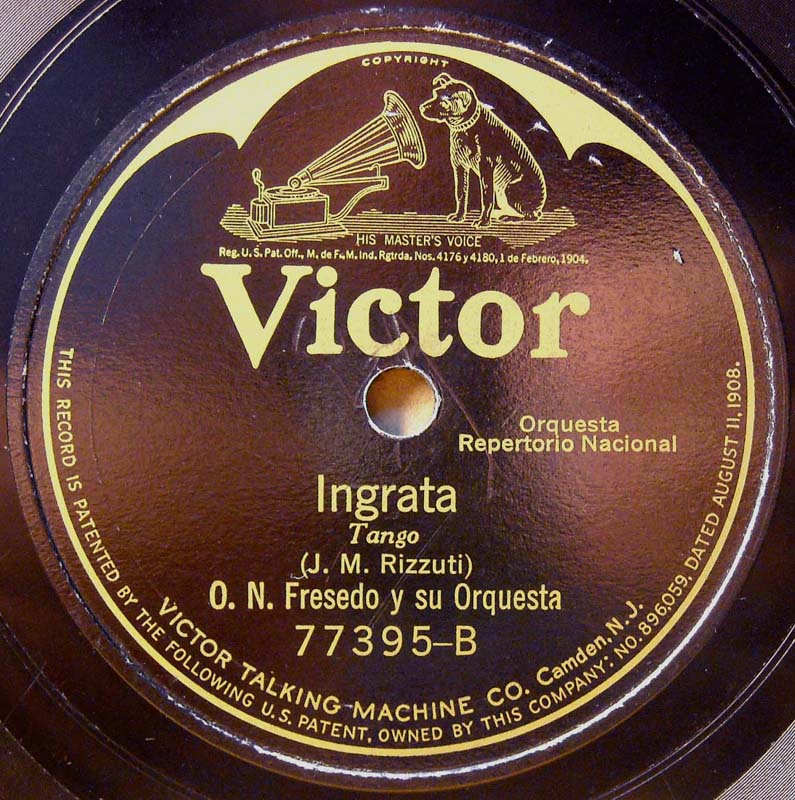 COPYRIGHT
HIS MASTER'S VOICE
Reg. U.S. Pat. Off., M. de F. M. Ind. Rgtrda. Nos. 4176 y 4180, 1 de Febrero, 1904.
Victor
Orquesta
Repertorio Nacional
Ingrata
Tango
(J. M. Rizzuti)
O. N. Fresedo y su Orquesta
77395-B
VICTOR TALKING MACHINE CO. Camden, N.J.
THIS RECORD IS PATENTED BY THE FOLLOWING U.S. PATENT, OWNED BY THIS COMPANY: NO. 896,059, DATED AUGUST 11, 1908.